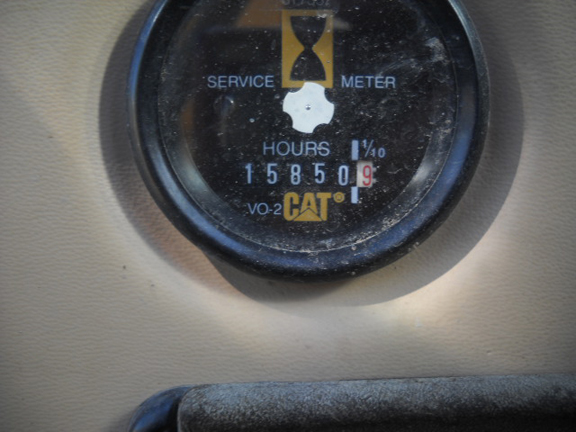 SERVICE METER
HOURS 1/10
158509
VO-2 CAT®